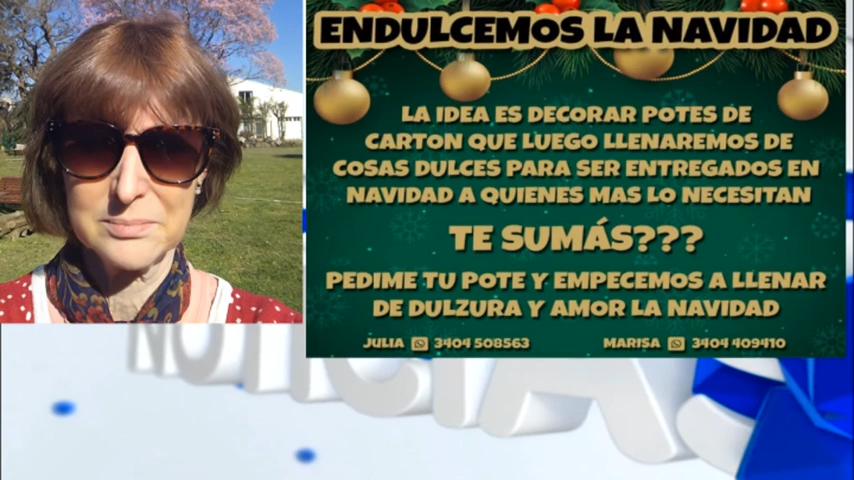 ENDULCEMOS LA NAVIDAD
LA IDEA ES DECORAR POTES DE
CARTON QUE LUEGO LLENAREMOS DE
COSAS DULCES PARA SER ENTREGADOS EN
NAVIDAD A QUIENES MAS LO NECESITAN
TE SUMÁS???
PEDIME TU POTE Y EMPECEMOS A LLENAR
DE DULZURA Y AMOR LA NAVIDAD
JULIA 3404 508563 MARISA 3404 409410